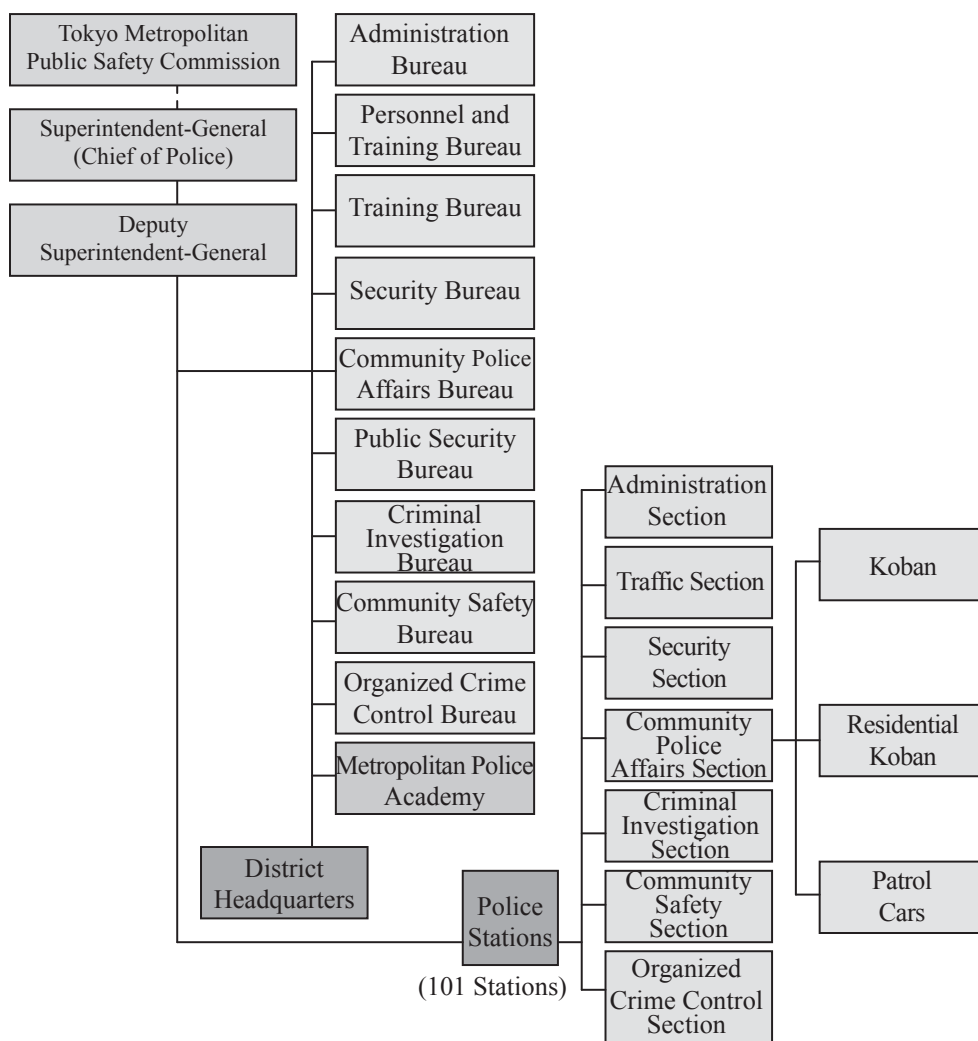 Tokyo Metropolitan
Public Safety Commission
Superintendent-General
(Chief of Police)
Deputy
Superintendent-General
Administration
Bureau
Personnel and
Training Bureau
Training Bureau
Security Bureau
Community Police
Affairs Bureau
Public Security
Bureau
Criminal
Investigation
Bureau
Community Safety
Bureau
Organized Crime
Control Bureau
Metropolitan Police
Academy
District
Headquarters
Police
Stations
(101 Stations)
Administration
Section
Traffic Section
Security
Section
Community
Police
Affairs Section
Criminal
Investigation
Section
Community
Safety
Section
Organized
Crime Control
Section
Koban
Residential
Koban
Patrol
Cars